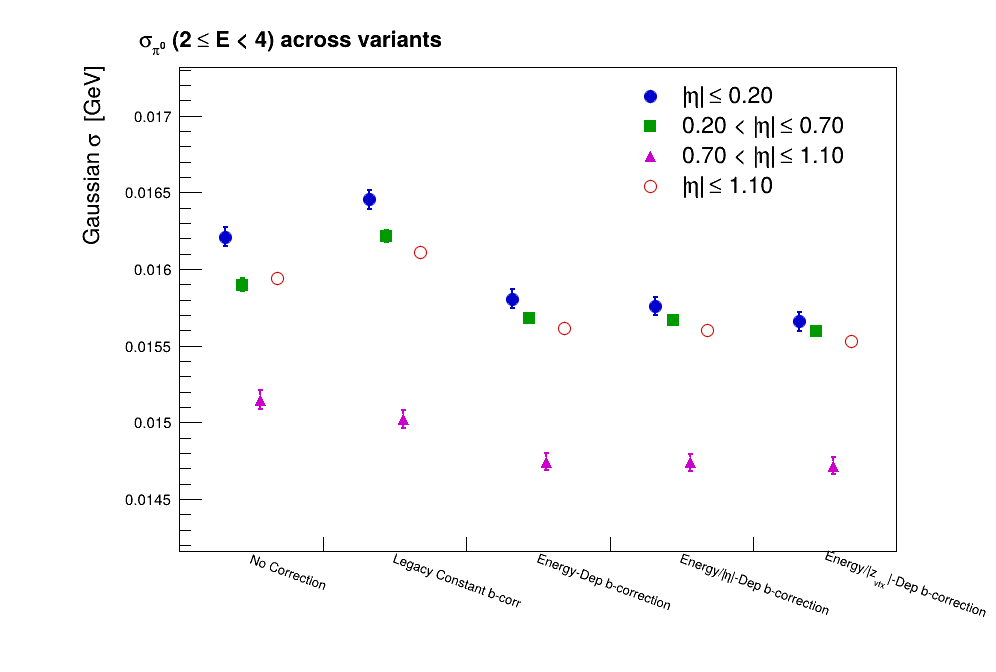 σπ⁰ (2 ≤ E < 4) across variants
Gaussian σ [GeV]
|η| ≤ 0.20
0.20 < |η| ≤ 0.70
0.70 < |η| ≤ 1.10
|η| ≤ 1.10
0.017
0.0165
0.016
0.0155
0.015
0.0145
No Correction
Legacy Constant b-corr
Energy-Dep b-correction
Energy/|η|-Dep b-correction
Energy/|z_vtx|-Dep b-correction